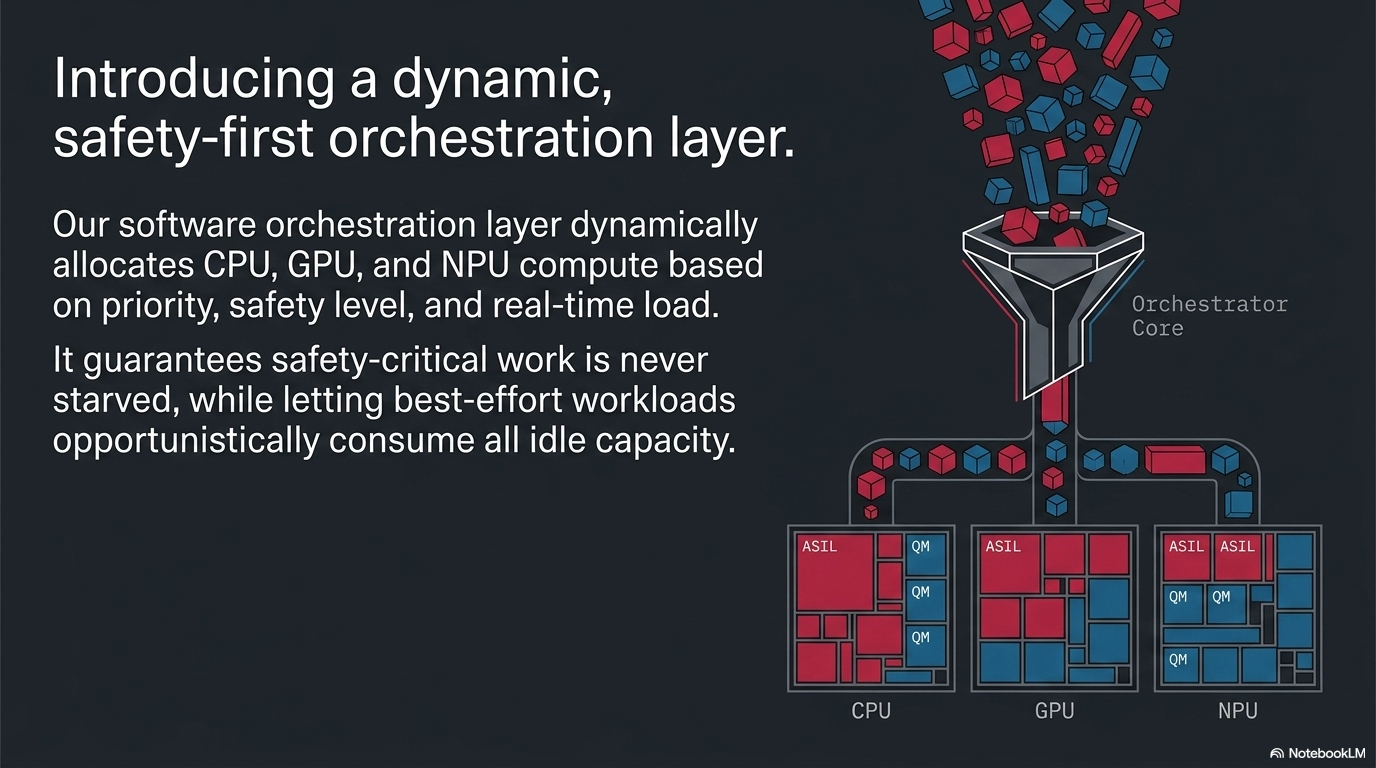 Introducing a dynamic,
safety-first orchestration layer.
Our software orchestration layer dynamically
allocates CPU, GPU, and NPU compute based
on priority, safety level, and real-time load.
It guarantees safety-critical work is never
starved, while letting best-effort workloads
opportunistically consume all idle capacity.
Orchestrator
Core
ASIL
QM
QM
QM
CPU
ASIL
GPU
ASIL ASIL
QM QM
QM
NPU
NotebookLM